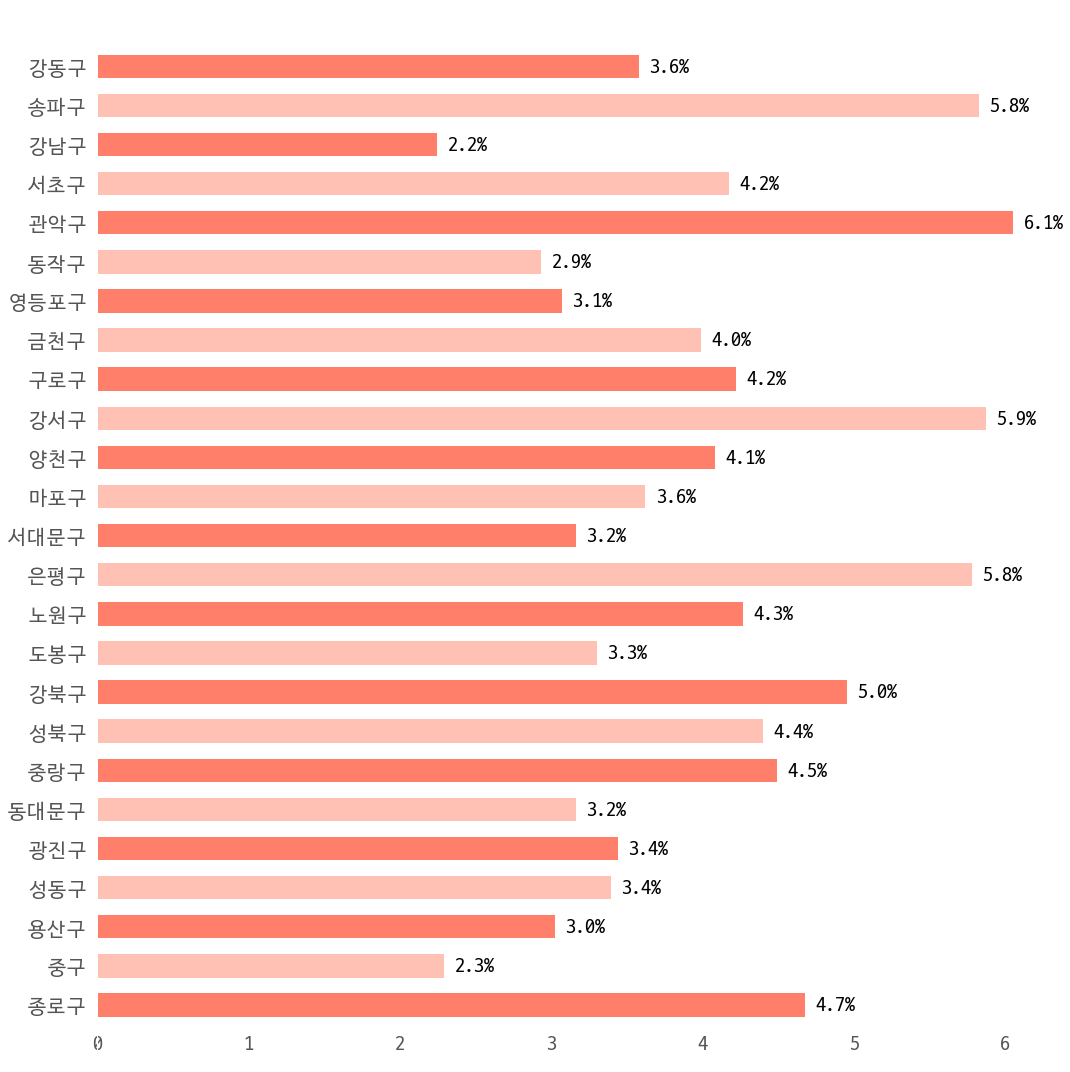 강동구 3.6%
송파구 5.8%
강남구 2.2%
서초구 4.2%
관악구 6.1%
동작구 2.9%
영등포구 3.1%
금천구 4.0%
구로구 4.2%
강서구 5.9%
양천구 4.1%
마포구 3.6%
서대문구 3.2%
은평구 5.8%
노원구 4.3%
도봉구 3.3%
강북구 5.0%
성북구 4.4%
중랑구 4.5%
동대문구 3.2%
광진구 3.4%
성동구 3.4%
용산구 3.0%
중구 2.3%
종로구 4.7%
0 1 2 3 4 5 6